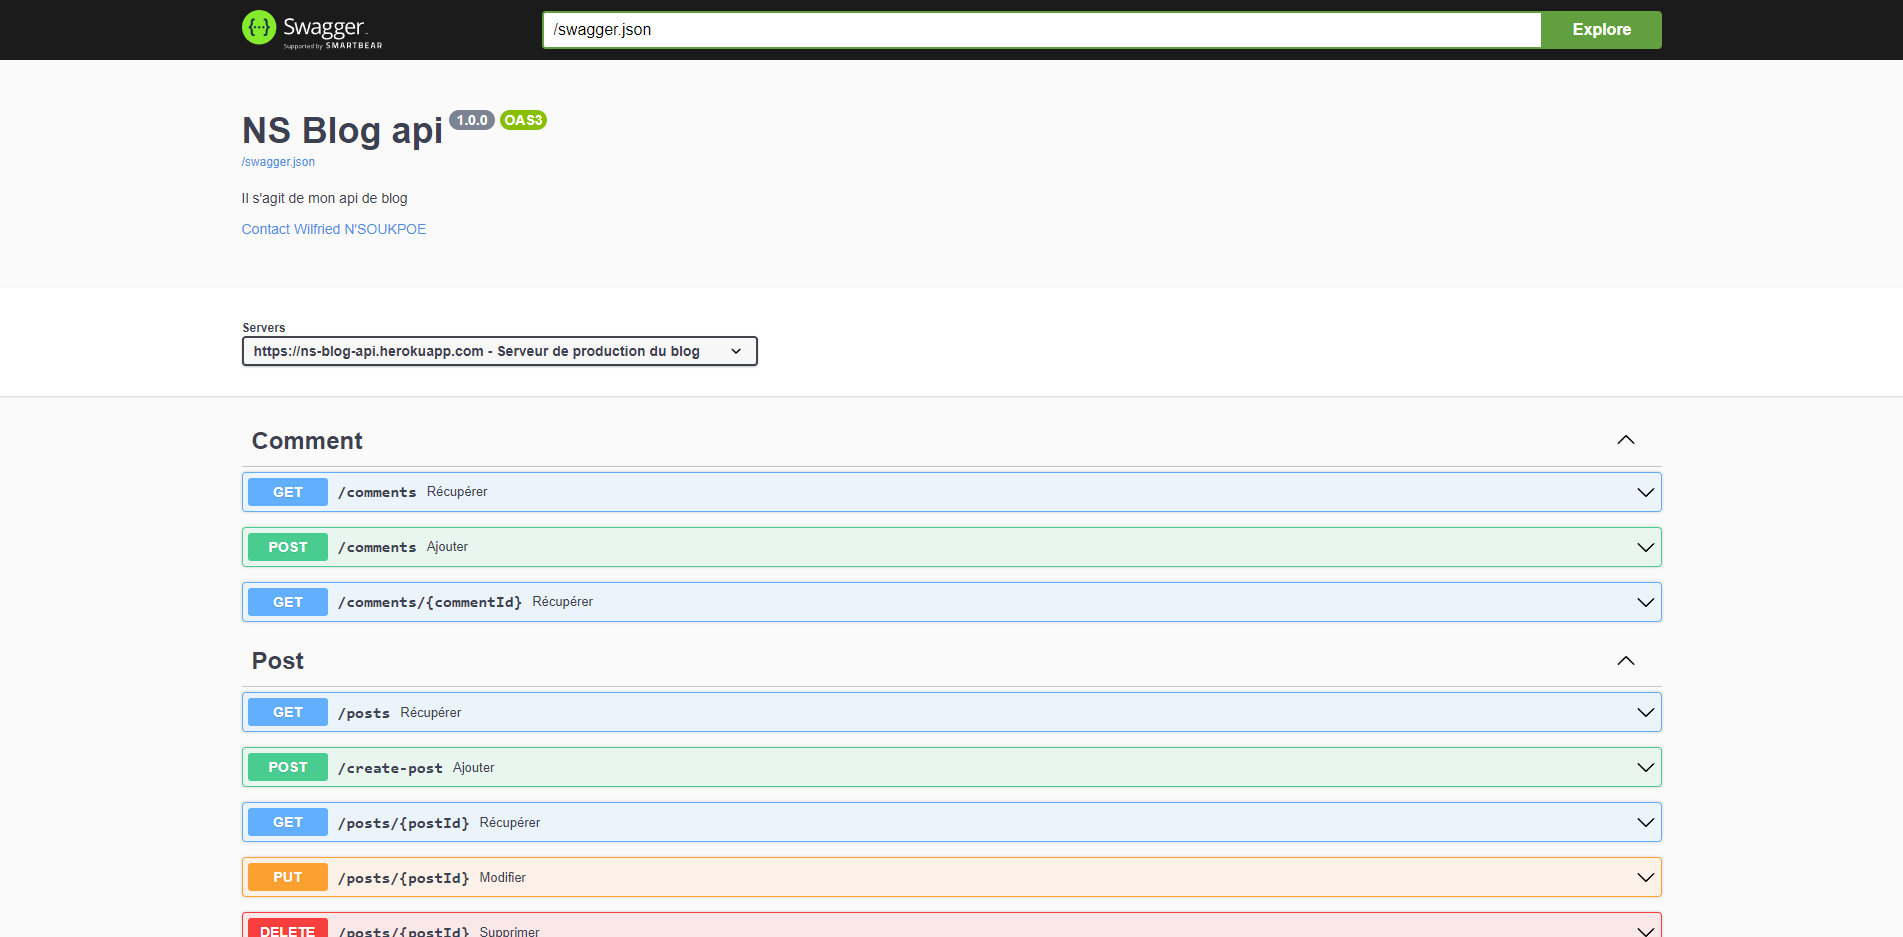 Swagger.
Supported by SMARTBEAR
/swagger.json
Explore
NS Blog api 1.0.0 OAS3
/swagger.json
Il s'agit de mon api de blog
Contact Wilfried N'SOUKPOE
Servers
https://ns-blog-api.herokuapp.com - Serveur de production du blog
Comment
GET /comments Récupérer
POST /comments Ajouter
GET /comments/{commentId} Récupérer
Post
GET /posts Récupérer
POST /create-post Ajouter
GET /posts/{postId} Récupérer
PUT /posts/{postId} Modifier
DELETE /posts/{postId} Supprimer